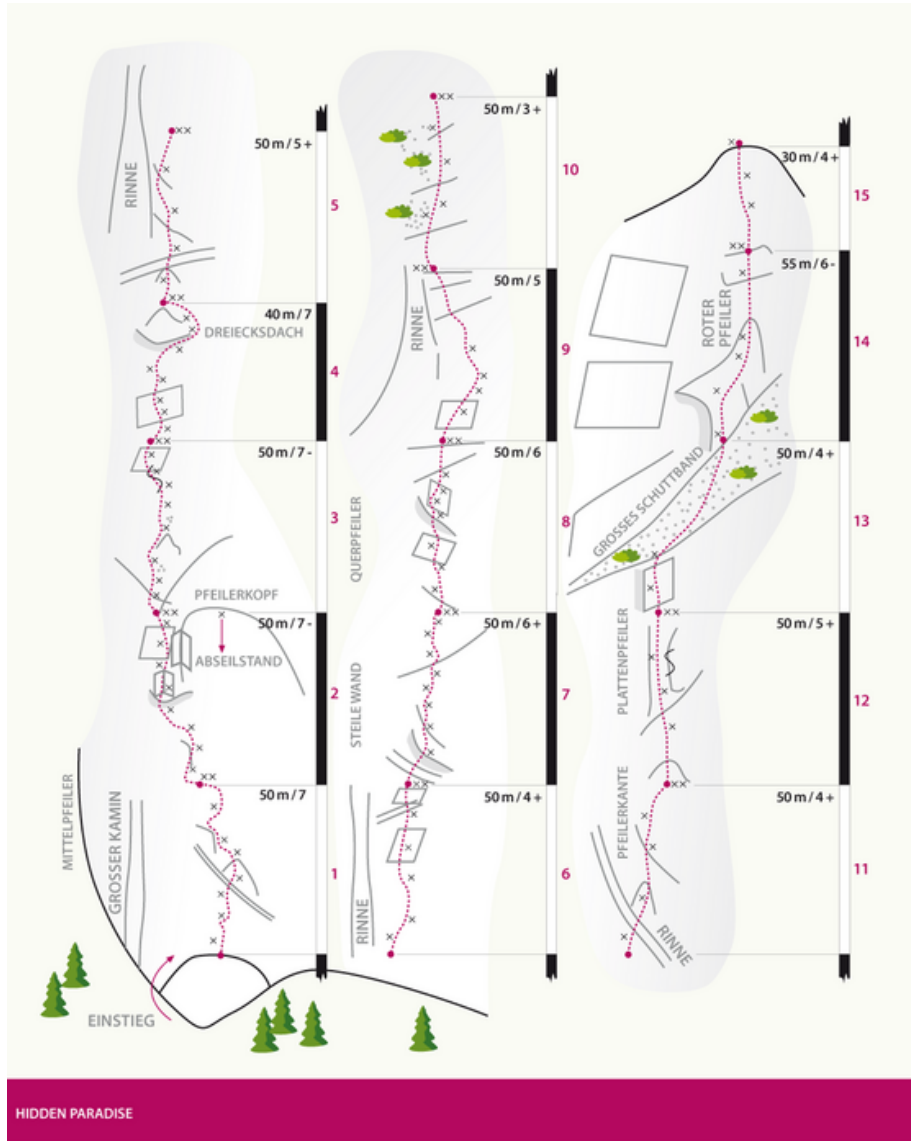 50 m / 5 +
RINNE
5
40 m / 7
DREIECKSDACH
4
50 m / 7 -
3
PFEILERKOPF
50 m / 7 -
ABSEILSTAND
2
MITTELPFEILER
GROSSER KAMIN
50 m / 7
1
EINSTIEG
50 m / 3 +
10
50 m / 5
RINNE
9
50 m / 6
QUERPFEILER
8
50 m / 6 +
STEILE WAND
7
50 m / 4 +
6
RINNE
30 m / 4 +
15
55 m / 6 -
ROTER
PFEILER
14
50 m / 4 +
GROSSES SCHUTTBAND
13
50 m / 5 +
PLATTENPFEILER
12
50 m / 4 +
PFEILERKANTE
11
RINNE
HIDDEN PARADISE